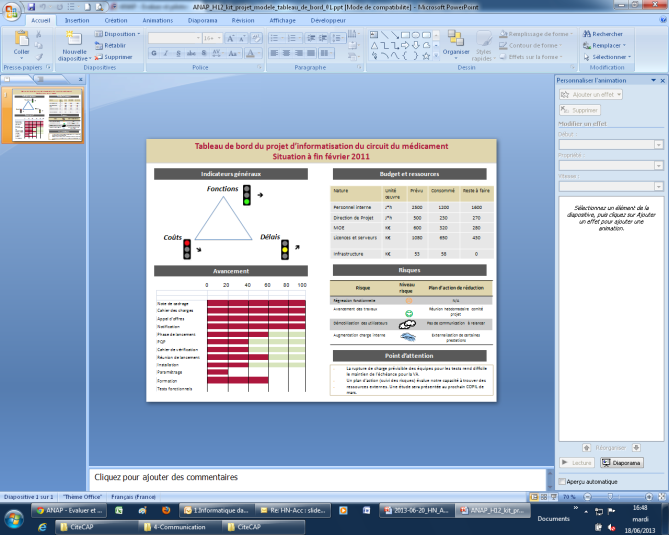 ANAP_H12_kit_projet_modele_tableau_de_bord_01.ppt [Mode de compatibilité] - Microsoft PowerPoint
Accueil Insertion Création Animations Diaporama Révision Affichage Développeur
Coller
Nouvelle diapositive
Disposition
Rétablir
Supprimer
Organiser
Styles rapides
Remplissage de forme
Contour de forme
Effets sur la forme
Rechercher
Remplacer
Sélectionner
Presse-papiers Diapositives Police Paragraphe Dessin Modification
Personnaliser l'animation
Ajouter un effet
Supprimer
Modifier un effet
Début :
Propriété :
Vitesse :
Sélectionnez un élément de la
diapositive, puis cliquez sur Ajouter
un effet pour ajouter une
animation.
Réorganiser
Lecture Diaporama
Aperçu automatique
Tableau de bord du projet d'informatisation du circuit du médicament
Situation à fin février 2011
Indicateurs généraux
Fonctions
Coûts
Délais
Avancement
0 20 40 60 80 100
Note de cadrage
Cahier des charges
Appel d'offres
Notification
Phase de lancement
PQP
Cahier de vérification
Réunion de lancement
Installation
Paramétrage
Formation
Tests fonctionnels
Budget et ressources
Nature Unité œuvre Prévu Consommé Reste à faire
Personnel interne J*h 2500 1200 1600
Direction de Projet J*h 500 230 270
MOE K€ 600 320 280
Licences et serveurs K€ 1080 650 430
Infrastructure K€ 55 58 0
Risques
Risque Niveau risque Plan d'action de réduction
Régression fonctionnelle N/A
Avancement des travaux Réunion hebdomadaire comité projet
Démobilisation des utilisateurs Plan de communication à relancer
Augmentation charge interne Externalisation de certaines prestations
Point d'attention
La rupture de charge prévisible des équipes pour les tests rend difficile
le maintien de l'échéance pour la VA.
Un plan d'action (suivi des risques) évalue notre capacité à trouver des
ressources externes. Une étude sera présentée au prochain COPIL de
mars.
Cliquez pour ajouter des commentaires
Diapositive 1 sur 1 "Thème Office" Français (France) 70 %
ANAP - Evaluer et ...
1 Informatique da...
Re: HN-Acc : slide...
2013-06-20_HN_A...
ANAP_H12_kit_pr...
CiteCAP
4-Communication
CiteCAP
Documents
16:48
mardi
18/06/2013